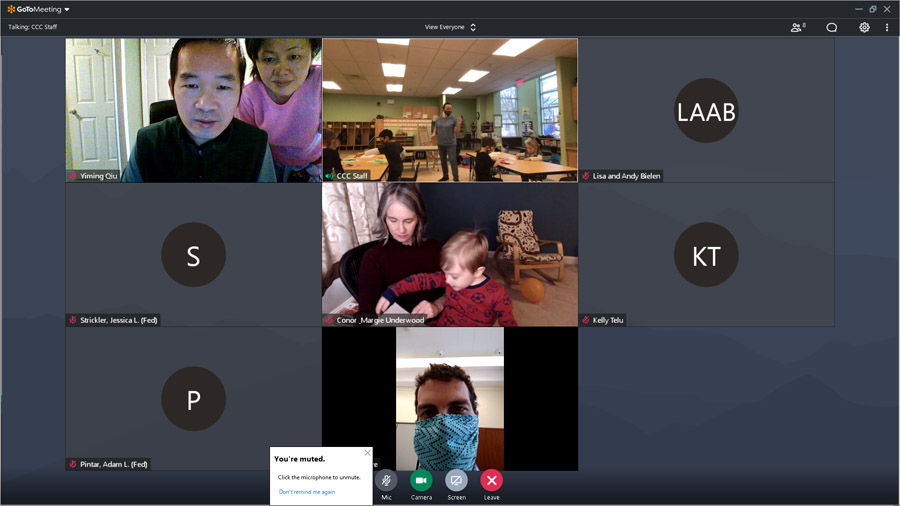 GoToMeeting
Talking: CCC Staff
View Everyone
8
Yiming Qiu
CCC Staff
LAAB
Lisa and Andy Bielen
S
Strickler, Jessica L. (Fed)
Conor_Margie Underwood
KT
Kelly Telu
P
Pintar, Adam L. (Fed)
You're muted.
Click the microphone to unmute.
Don't remind me again
Mic
Camera
Screen
Leave